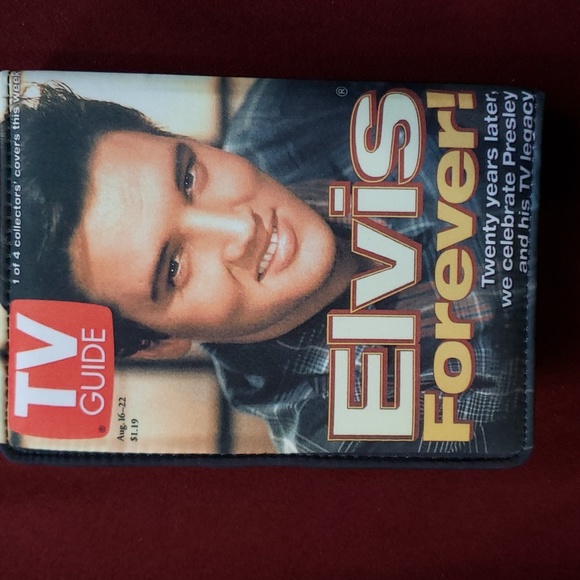 1 of 4 collectors' covers this week
TV
GUIDE
®
Aug. 16–22
$1.19
Elvis®
Forever!
Twenty years later,
we celebrate Presley
and his TV legacy